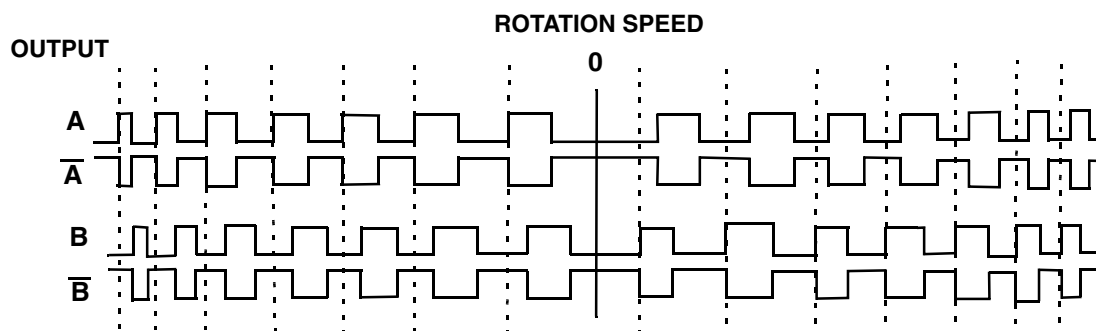 ROTATION SPEED
OUTPUT
0
A
A̅
B
B̅